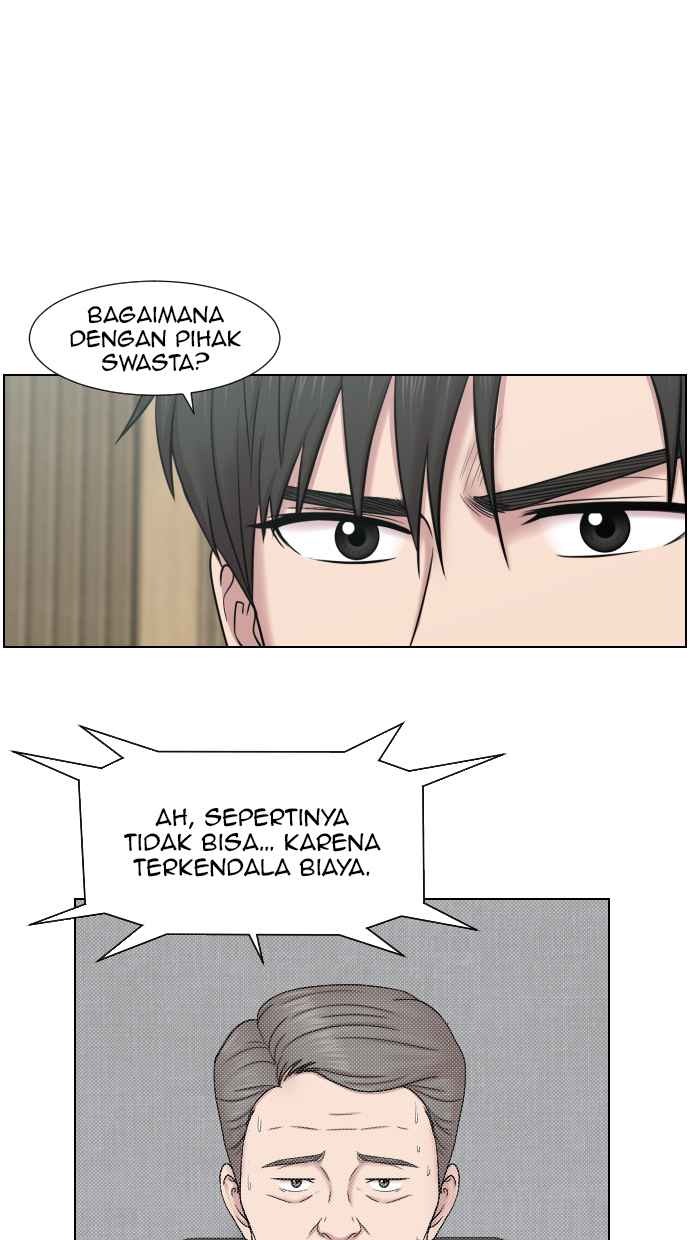 BAGAIMANA
DENGAN PIHAK
SWASTA?
AH, SEPERTINYA
TIDAK BISA... KARENA
TERKENDALA BIAYA.